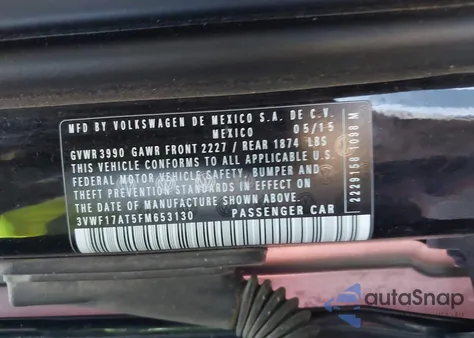 MFD BY VOLKSWAGEN DE MEXICO S.A. DE C.V.
MEXICO 05/15
GVWR 3990 GAWR FRONT 2227 / REAR 1874 LBS
THIS VEHICLE CONFORMS TO ALL APPLICABLE U.S.
FEDERAL MOTOR VEHICLE SAFETY, BUMPER AND
THEFT PREVENTION STANDARDS IN EFFECT ON
THE DATE OF MANUFACTURE SHOWN ABOVE.
3VWF17AT5FM653130 PASSENGER CAR
2229158 1098 M
autaSnap